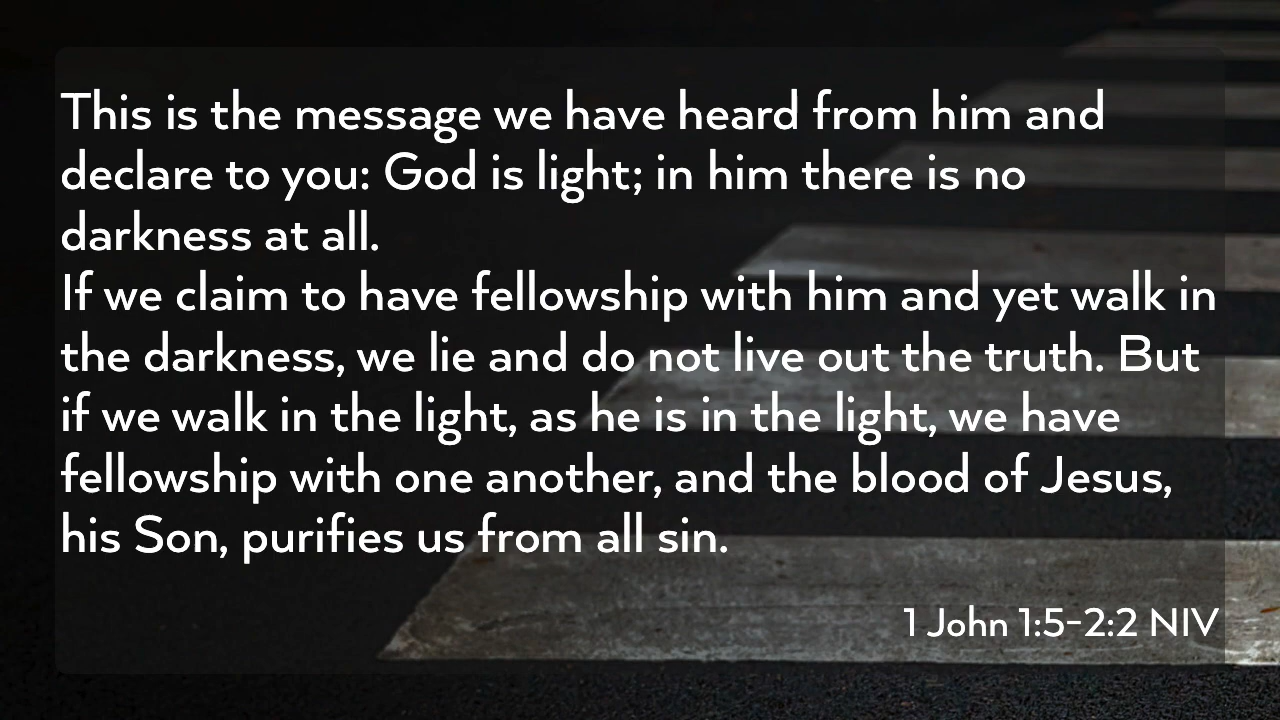 This is the message we have heard from him and
declare to you: God is light; in him there is no
darkness at all.
If we claim to have fellowship with him and yet walk in
the darkness, we lie and do not live out the truth. But
if we walk in the light, as he is in the light, we have
fellowship with one another, and the blood of Jesus,
his Son, purifies us from all sin.
1 John 1:5-2:2 NIV